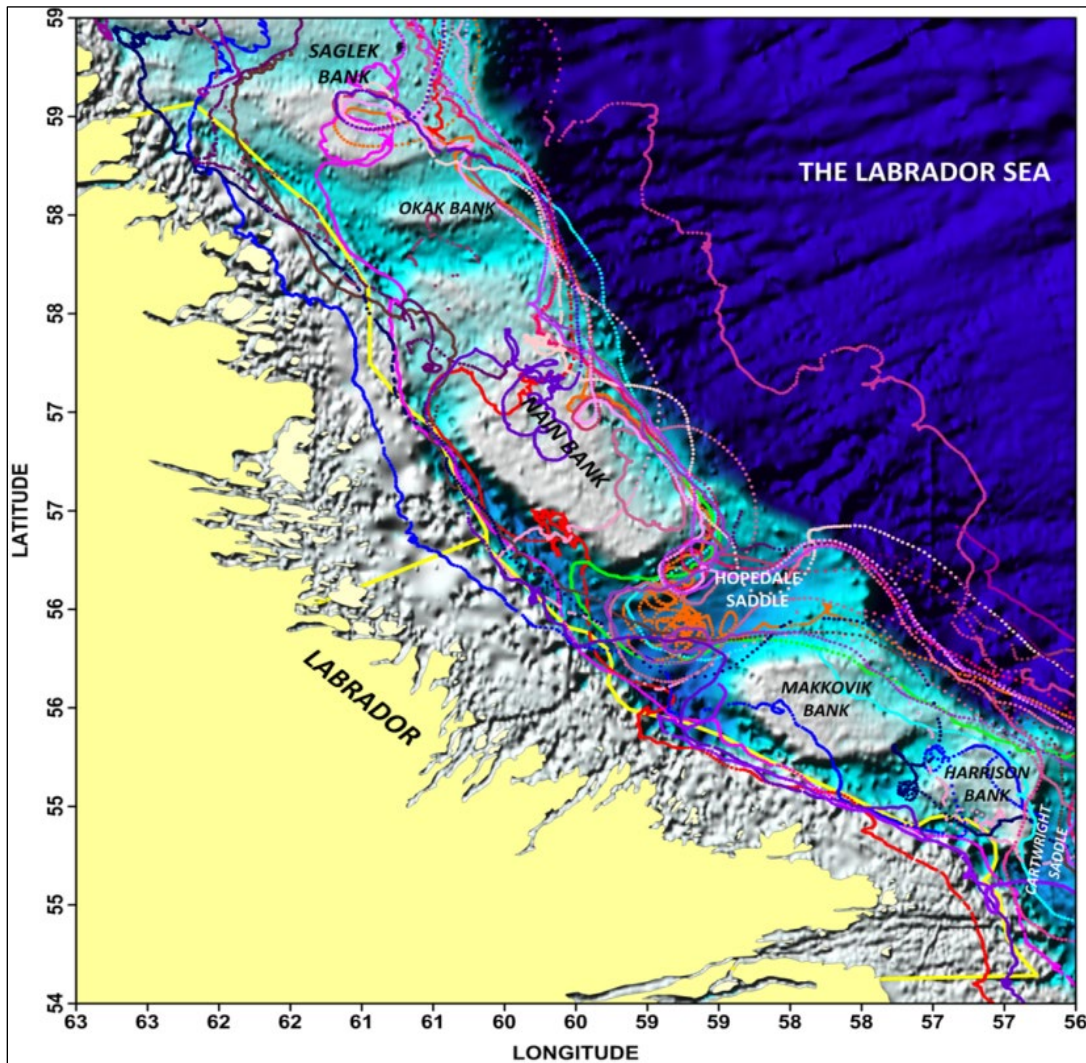 59
SAGLEK
BANK
59
THE LABRADOR SEA
58
OKAK BANK
58
57
NAIN BANK
LATITUDE
57
HOPEDALE
SADDLE
56
LABRADOR
MAKKOVIK
BANK
56
HARRISON
BANK
55
CARTWRIGHT
SADDLE
55
54
63 63 62 62 61 61 60 60 59 59 58 58 57 57 56
LONGITUDE